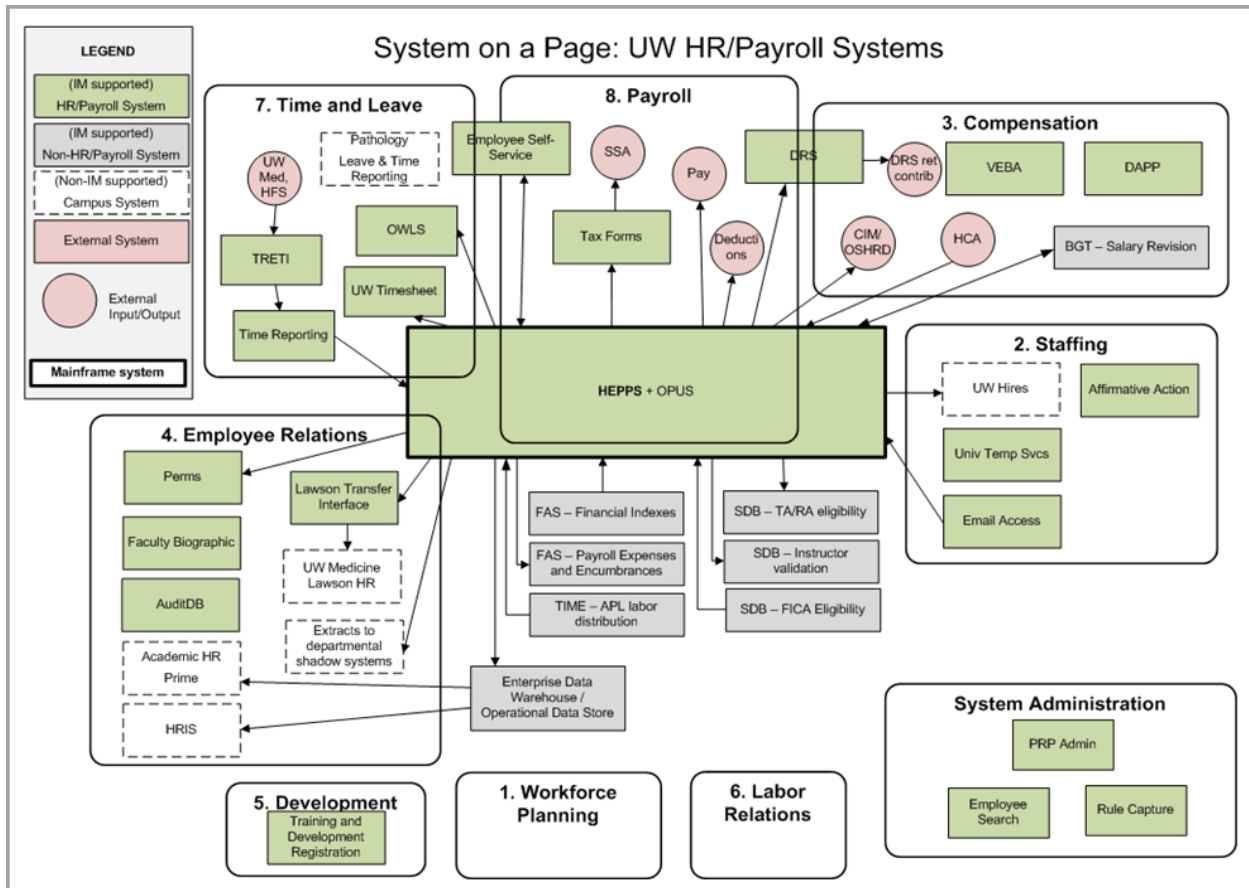 System on a Page: UW HR/Payroll Systems
LEGEND
(IM supported)
HR/Payroll System
(IM supported)
Non-HR/Payroll System
(Non-IM supported)
Campus System
External System
External
Input/Output
Mainframe system
7. Time and Leave
Pathology
Leave & Time
Reporting
UW
Med,
HFS
TRETI
OWLS
UW Timesheet
Time Reporting
8. Payroll
Employee Self-
Service
SSA
Tax Forms
Pay
Deducti
ons
DRS
3. Compensation
DRS ret
contrib
VEBA
DAPP
CIM/
OSHRD
HCA
BGT – Salary Revision
HEPPS + OPUS
2. Staffing
UW Hires
Affirmative Action
Univ Temp Svcs
Email Access
4. Employee Relations
Perms
Lawson Transfer
Interface
Faculty Biographic
UW Medicine
Lawson HR
AuditDB
Extracts to
departmental
shadow systems
Academic HR
Prime
HRIS
FAS – Financial Indexes
FAS – Payroll Expenses
and Encumbrances
TIME – APL labor
distribution
SDB – TA/RA eligibility
SDB – Instructor
validation
SDB – FICA Eligibility
Enterprise Data
Warehouse /
Operational Data Store
System Administration
PRP Admin
Employee
Search
Rule Capture
5. Development
Training and
Development
Registration
1. Workforce
Planning
6. Labor
Relations